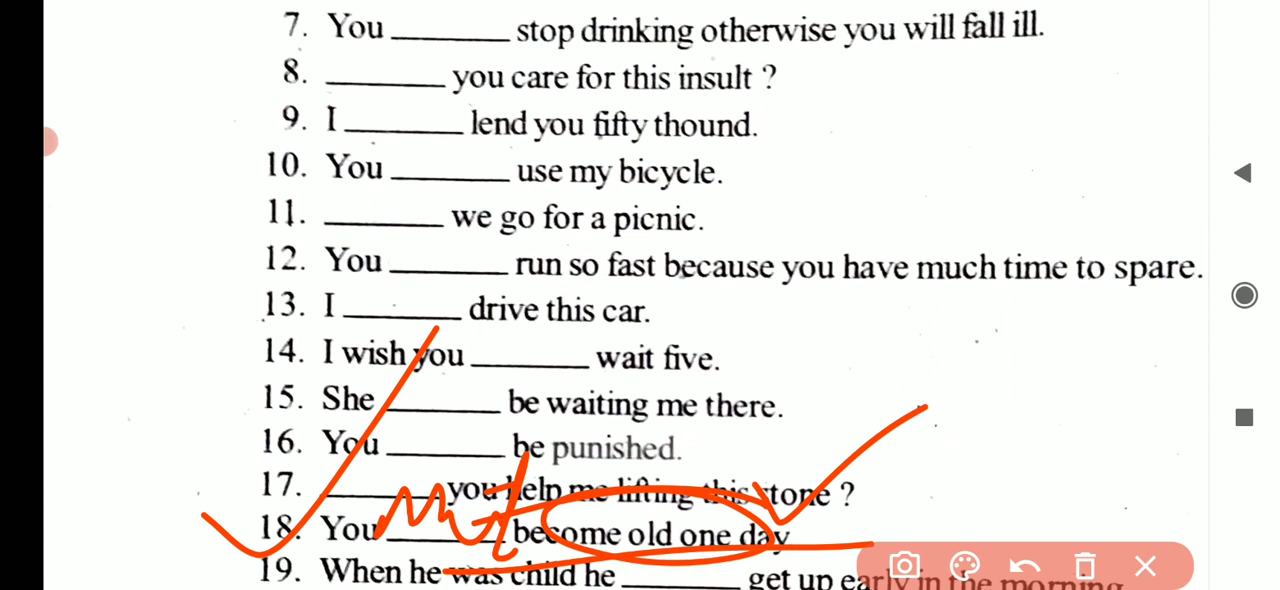 7. You ________ stop drinking otherwise you will fall ill.
8. ________ you care for this insult ?
9. I ________ lend you fifty thound.
10. You ________ use my bicycle.
11. ________ we go for a picnic.
12. You ________ run so fast because you have much time to spare.
13. I ________ drive this car.
14. I wish you ________ wait five.
15. She ________ be waiting me there.
16. You ________ be punished.
17. ________ you help me lifting this stone ?
18. You ________ become old one day
19. When he was child he ________ get up early in the morning